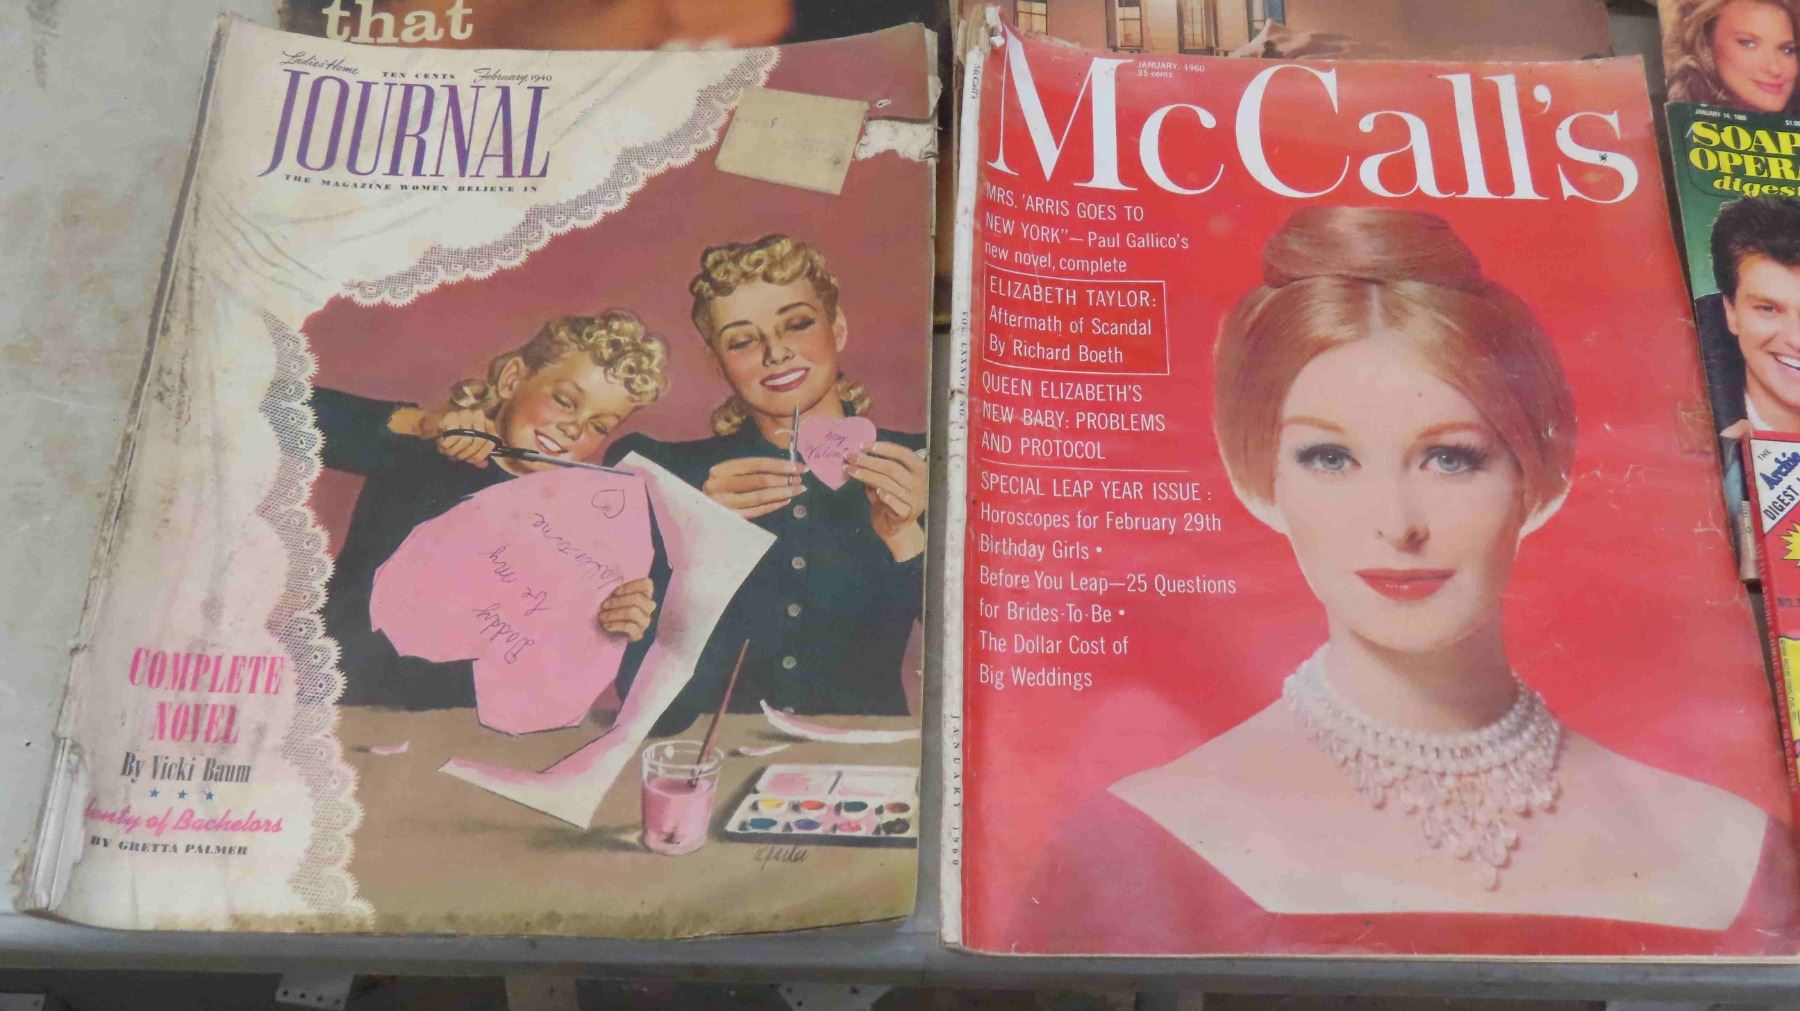 that
Ladies' Home
TEN CENTS February, 1940
JOURNAL
THE MAGAZINE WOMEN BELIEVE IN
My
Valen
Daddy
be my
Valentine
COMPLETE
NOVEL
By Vicki Baum
enty of Bachelors
BY GRETTA PALMER
McCall's
JANUARY, 1960
35 cents
McCall's
"MRS. 'ARRIS GOES TO
NEW YORK"—Paul Gallico's
new novel, complete
ELIZABETH TAYLOR:
Aftermath of Scandal
By Richard Boeth
QUEEN ELIZABETH'S
NEW BABY: PROBLEMS
AND PROTOCOL
SPECIAL LEAP YEAR ISSUE:
Horoscopes for February 29th
Birthday Girls •
Before You Leap—25 Questions
for Brides-To-Be •
The Dollar Cost of
Big Weddings
JANUARY 1960
SOAP
OPERA
digest
THE
Archie
DIGEST